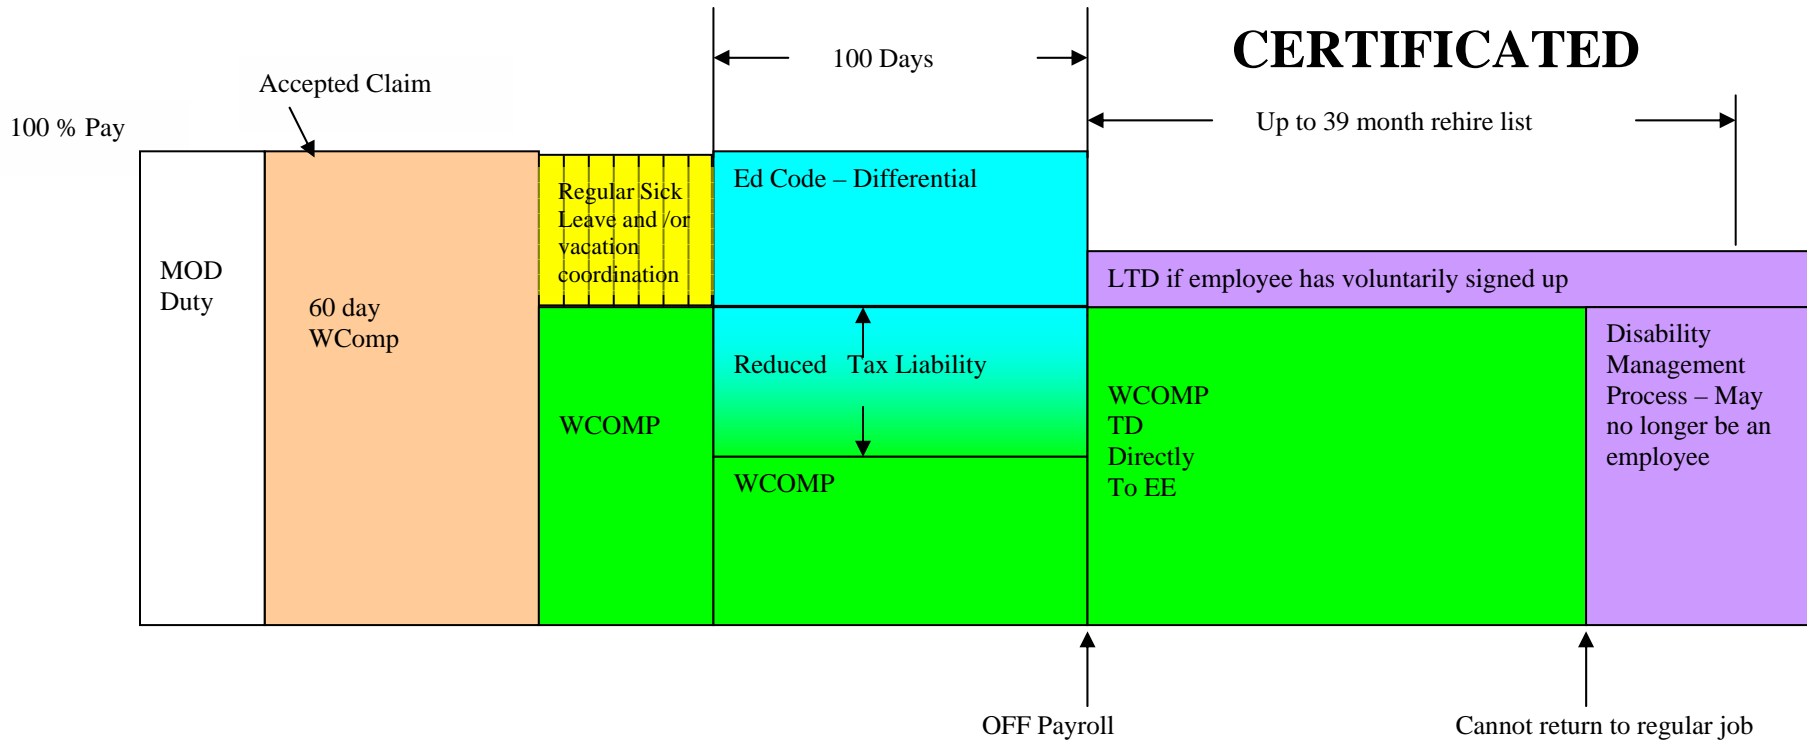 CERTIFICATED
100 Days
Accepted Claim
100 % Pay
Up to 39 month rehire list
MOD
Duty
60 day
WComp
Regular Sick
Leave and /or
vacation
coordination
WCOMP
Ed Code – Differential
Reduced Tax Liability
WCOMP
LTD if employee has voluntarily signed up
WCOMP
TD
Directly
To EE
Disability
Management
Process – May
no longer be an
employee
OFF Payroll
Cannot return to regular job